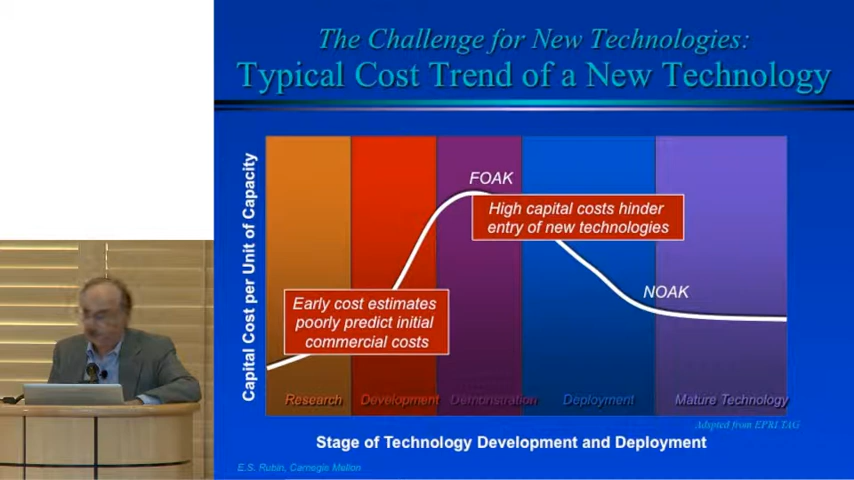 The Challenge for New Technologies:
Typical Cost Trend of a New Technology
Capital Cost per Unit of Capacity
FOAK
High capital costs hinder
entry of new technologies
NOAK
Early cost estimates
poorly predict initial
commercial costs
Research
Development
Demonstration
Deployment
Mature Technology
Adapted from EPRI TAG
Stage of Technology Development and Deployment
E.S. Rubin, Carnegie Mellon